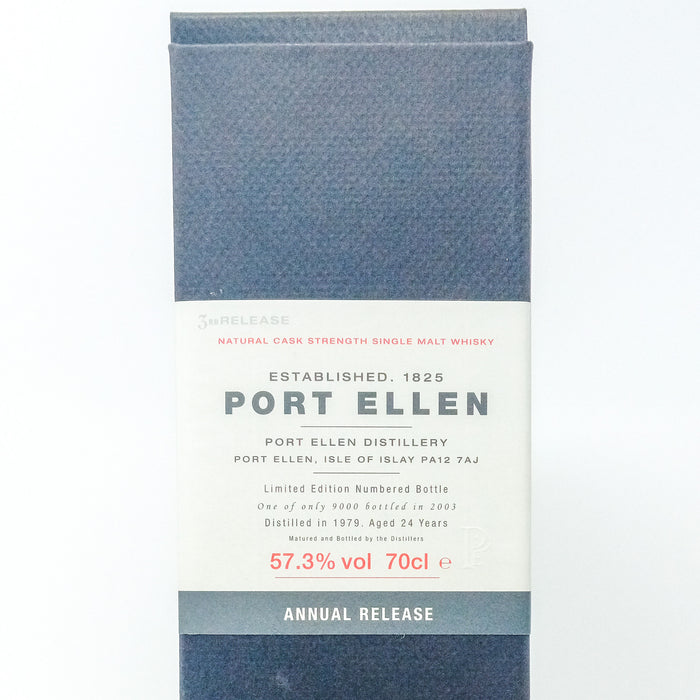 3RD RELEASE
NATURAL CASK STRENGTH SINGLE MALT WHISKY
ESTABLISHED. 1825
PORT ELLEN
PORT ELLEN DISTILLERY
PORT ELLEN, ISLE OF ISLAY PA12 7AJ
Limited Edition Numbered Bottle
One of only 9000 bottled in 2003
Distilled in 1979. Aged 24 Years
Matured and Bottled by the Distillers
57.3% vol 70cl e
PE
ANNUAL RELEASE